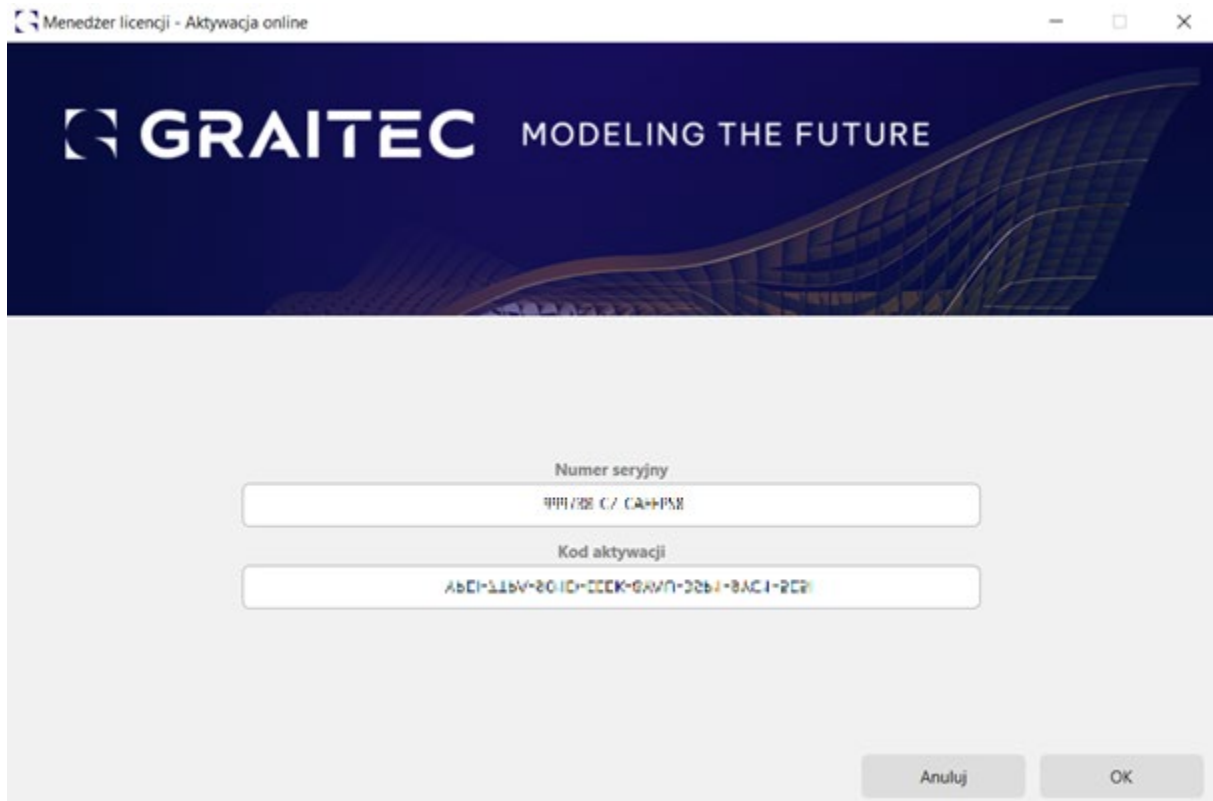 Menedżer licencji - Aktywacja online
GRAITEC MODELING THE FUTURE
Numer seryjny
Kod aktywacji
Anuluj OK